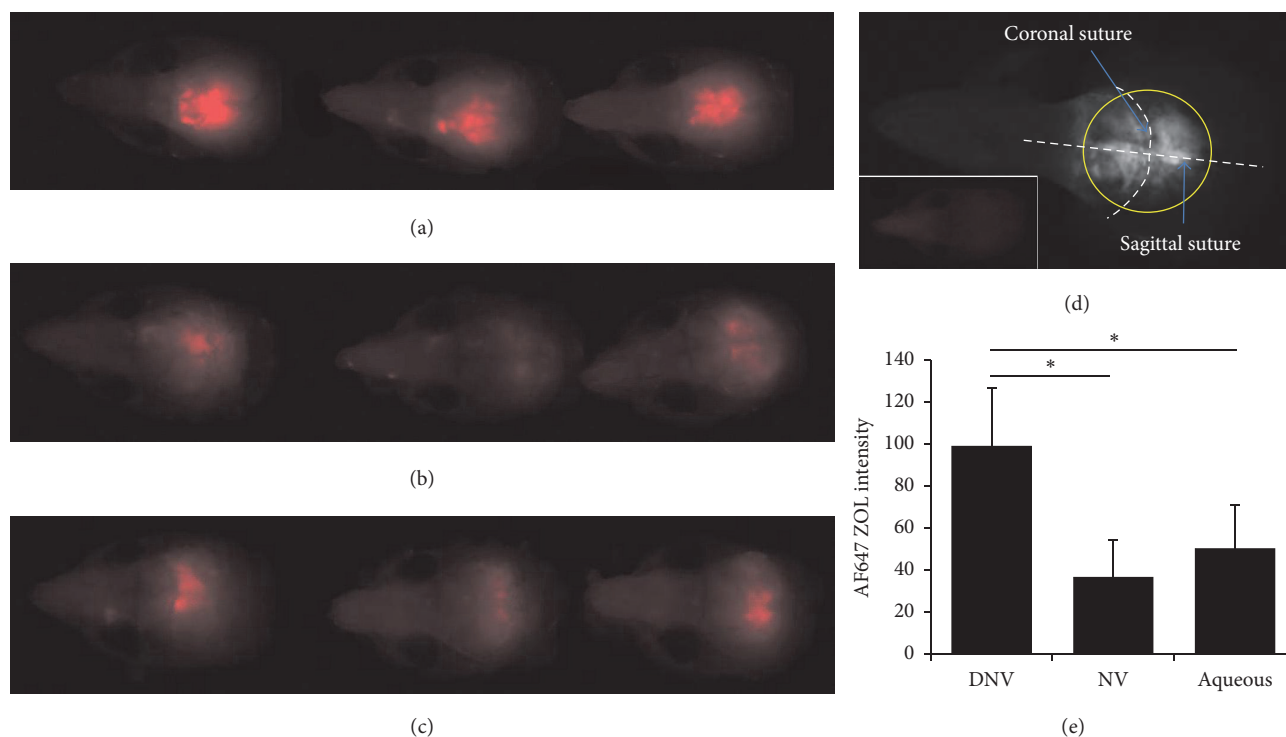 (a)
(b)
(c)
Coronal suture
Sagittal suture
(d)
140
120
100
80
60
40
20
0
AF647 ZOL intensity
*
*
DNV
NV
Aqueous
(e)